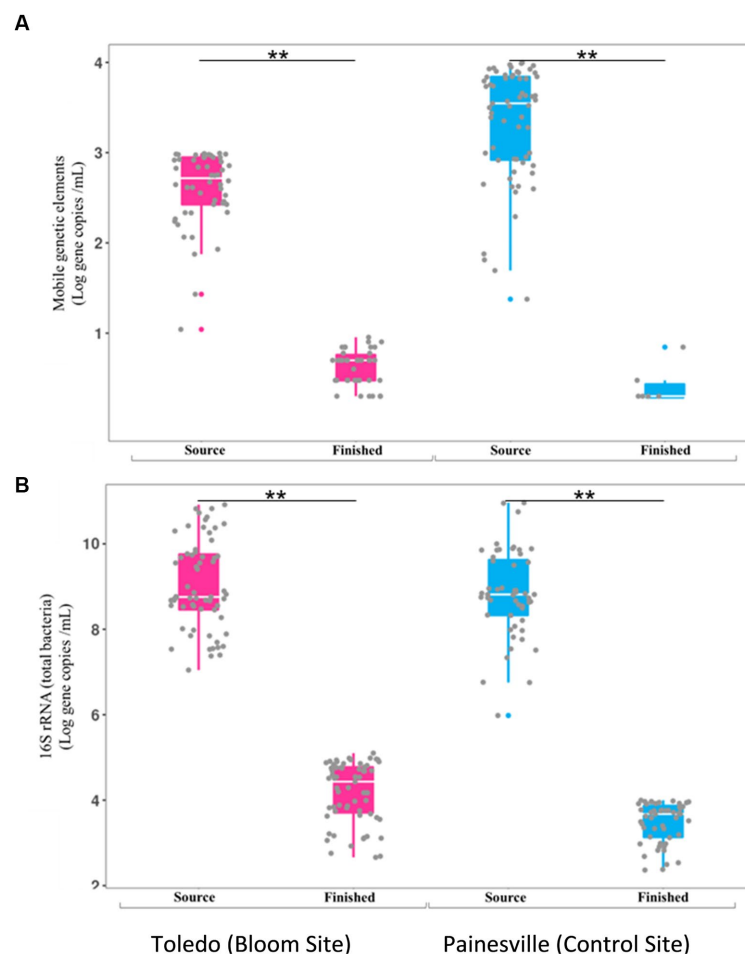 A
**
**
Mobile genetic elements
(Log gene copies /mL)
4
3
2
1
Source
Finished
Source
Finished
B
**
**
16S rRNA (total bacteria)
(Log gene copies /mL)
10
8
6
4
2
Source
Finished
Source
Finished
Toledo (Bloom Site)
Painesville (Control Site)